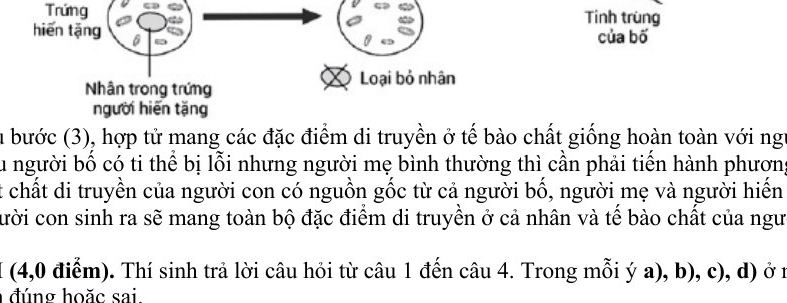 Trứng
hiến tặng
Tinh trùng
của bố
Loại bỏ nhân
Nhân trong trứng
người hiến tặng
bước (3), hợp tử mang các đặc điểm di truyền ở tế bào chất giống hoàn toàn với
người bố có ti thể bị lỗi nhưng người mẹ bình thường thì cần phải tiến hành phương
chất di truyền của người con có nguồn gốc từ cả người bố, người mẹ và người hiến
con sinh ra sẽ mang toàn bộ đặc điểm di truyền ở cả nhân và tế bào chất của
(4,0 điểm). Thí sinh trả lời câu hỏi từ câu 1 đến câu 4. Trong mỗi ý a), b), c), d) ở
đúng hoặc sai.